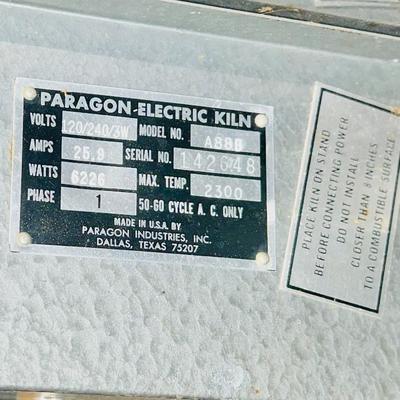 PARAGON ELECTRIC KILN
VOLTS 120/240/3W MODEL NO. A88B
AMPS 25.9 SERIAL NO. 142648
WATTS 6226 MAX. TEMP. 2300
PHASE 1 50-60 CYCLE A. C. ONLY
MADE IN U.S.A. BY
PARAGON INDUSTRIES, INC.
DALLAS, TEXAS 75207
PLACE KILN ON STAND
BEFORE CONNECTING POWER
DO NOT INSTALL
CLOSER THAN 8 INCHES
TO A COMBUSTIBLE SURFACE